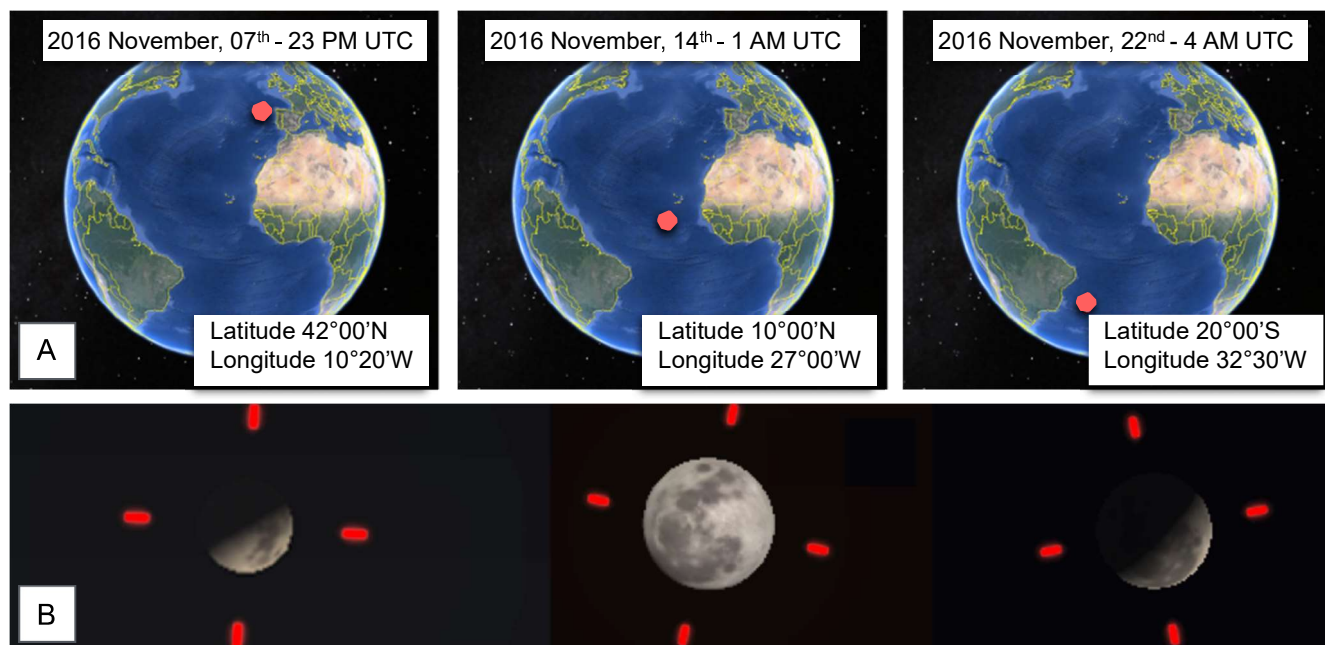 2016 November, 07th - 23 PM UTC
2016 November, 14th - 1 AM UTC
2016 November, 22nd - 4 AM UTC
Latitude 42°00’N
Longitude 10°20’W
Latitude 10°00’N
Longitude 27°00’W
Latitude 20°00’S
Longitude 32°30’W
A
B